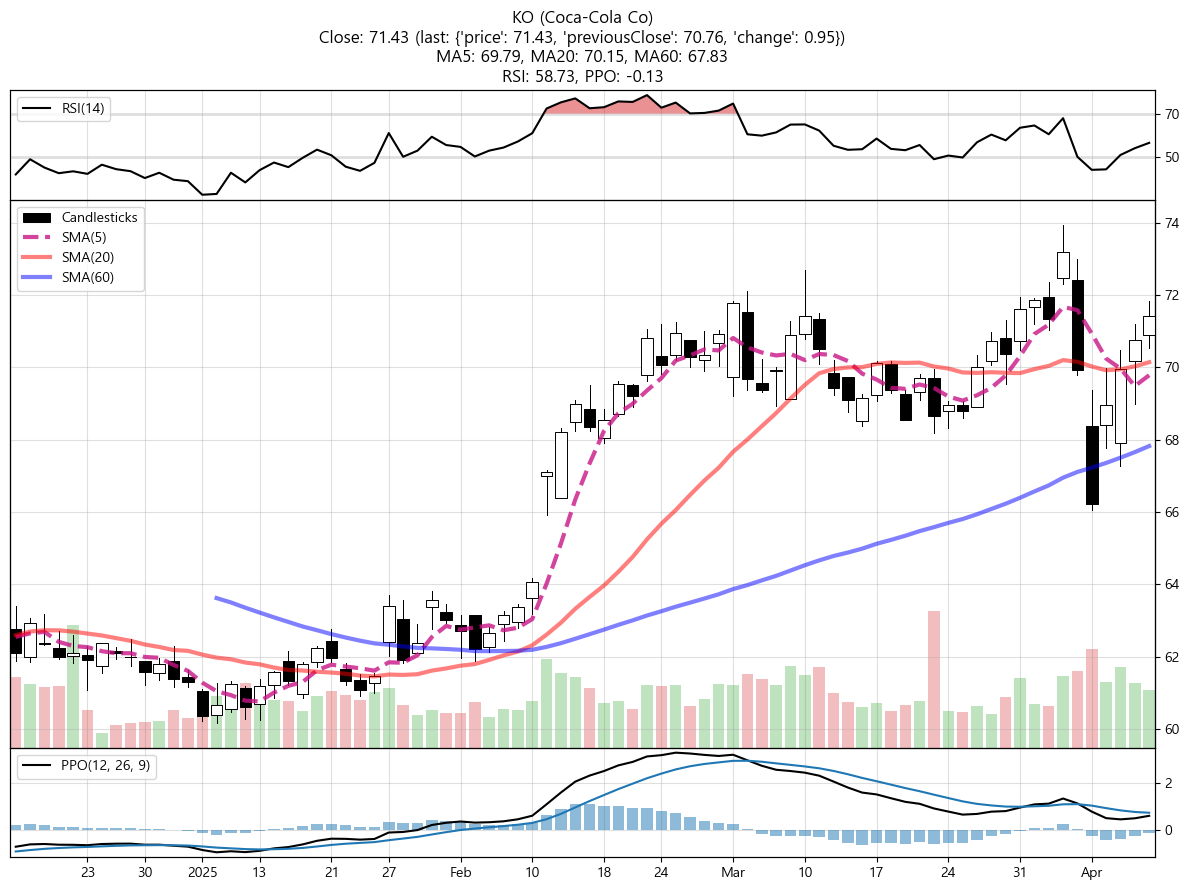 KO (Coca-Cola Co)
Close: 71.43 (last: {'price': 71.43, 'previousClose': 70.76, 'change': 0.95})
MA5: 69.79, MA20: 70.15, MA60: 67.83
RSI: 58.73, PPO: -0.13
RSI(14)
70
50
Candlesticks
SMA(5)
SMA(20)
SMA(60)
74
72
70
68
66
64
62
60
PPO(12, 26, 9)
2
0
23 30 2025 13 21 27 Feb 10 18 24 Mar 10 17 24 31 Apr